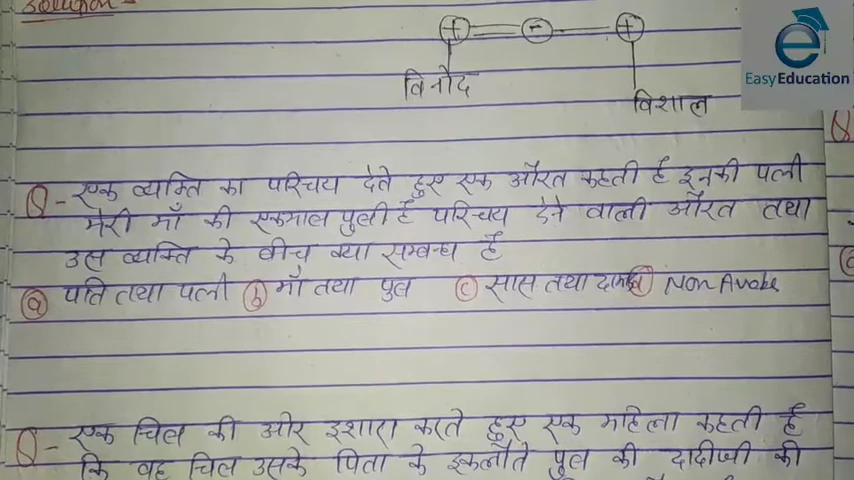 Solution -
EasyEducation
विनोद
विशाल
Q - एक व्यक्ति का परिचय देते हुए एक औरत कहती है इनकी पत्नी
मेरी माँ की एकमात्र पुत्री है परिचय देने वाली औरत तथा
उस व्यक्ति के बीच क्या सम्बन्ध है
(a) पति तथा पत्नी (b) माँ तथा पुत्र (c) सास तथा (d) Non Avobe
Q - एक चित्र की ओर इशारा करते हुए एक महिला कहती है
कि वह चित्र उसके पिता के इकलौते पुत्र की दादीजी की